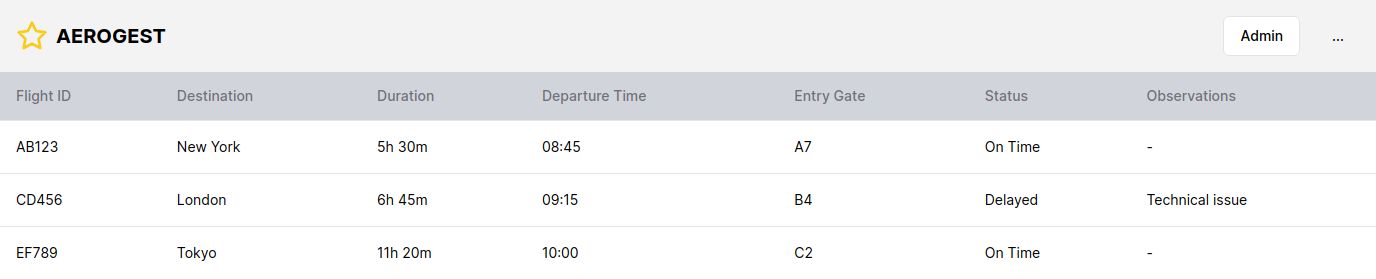 AEROGEST Admin ...
Flight ID Destination Duration Departure Time Entry Gate Status Observations
AB123 New York 5h 30m 08:45 A7 On Time -
CD456 London 6h 45m 09:15 B4 Delayed Technical issue
EF789 Tokyo 11h 20m 10:00 C2 On Time -